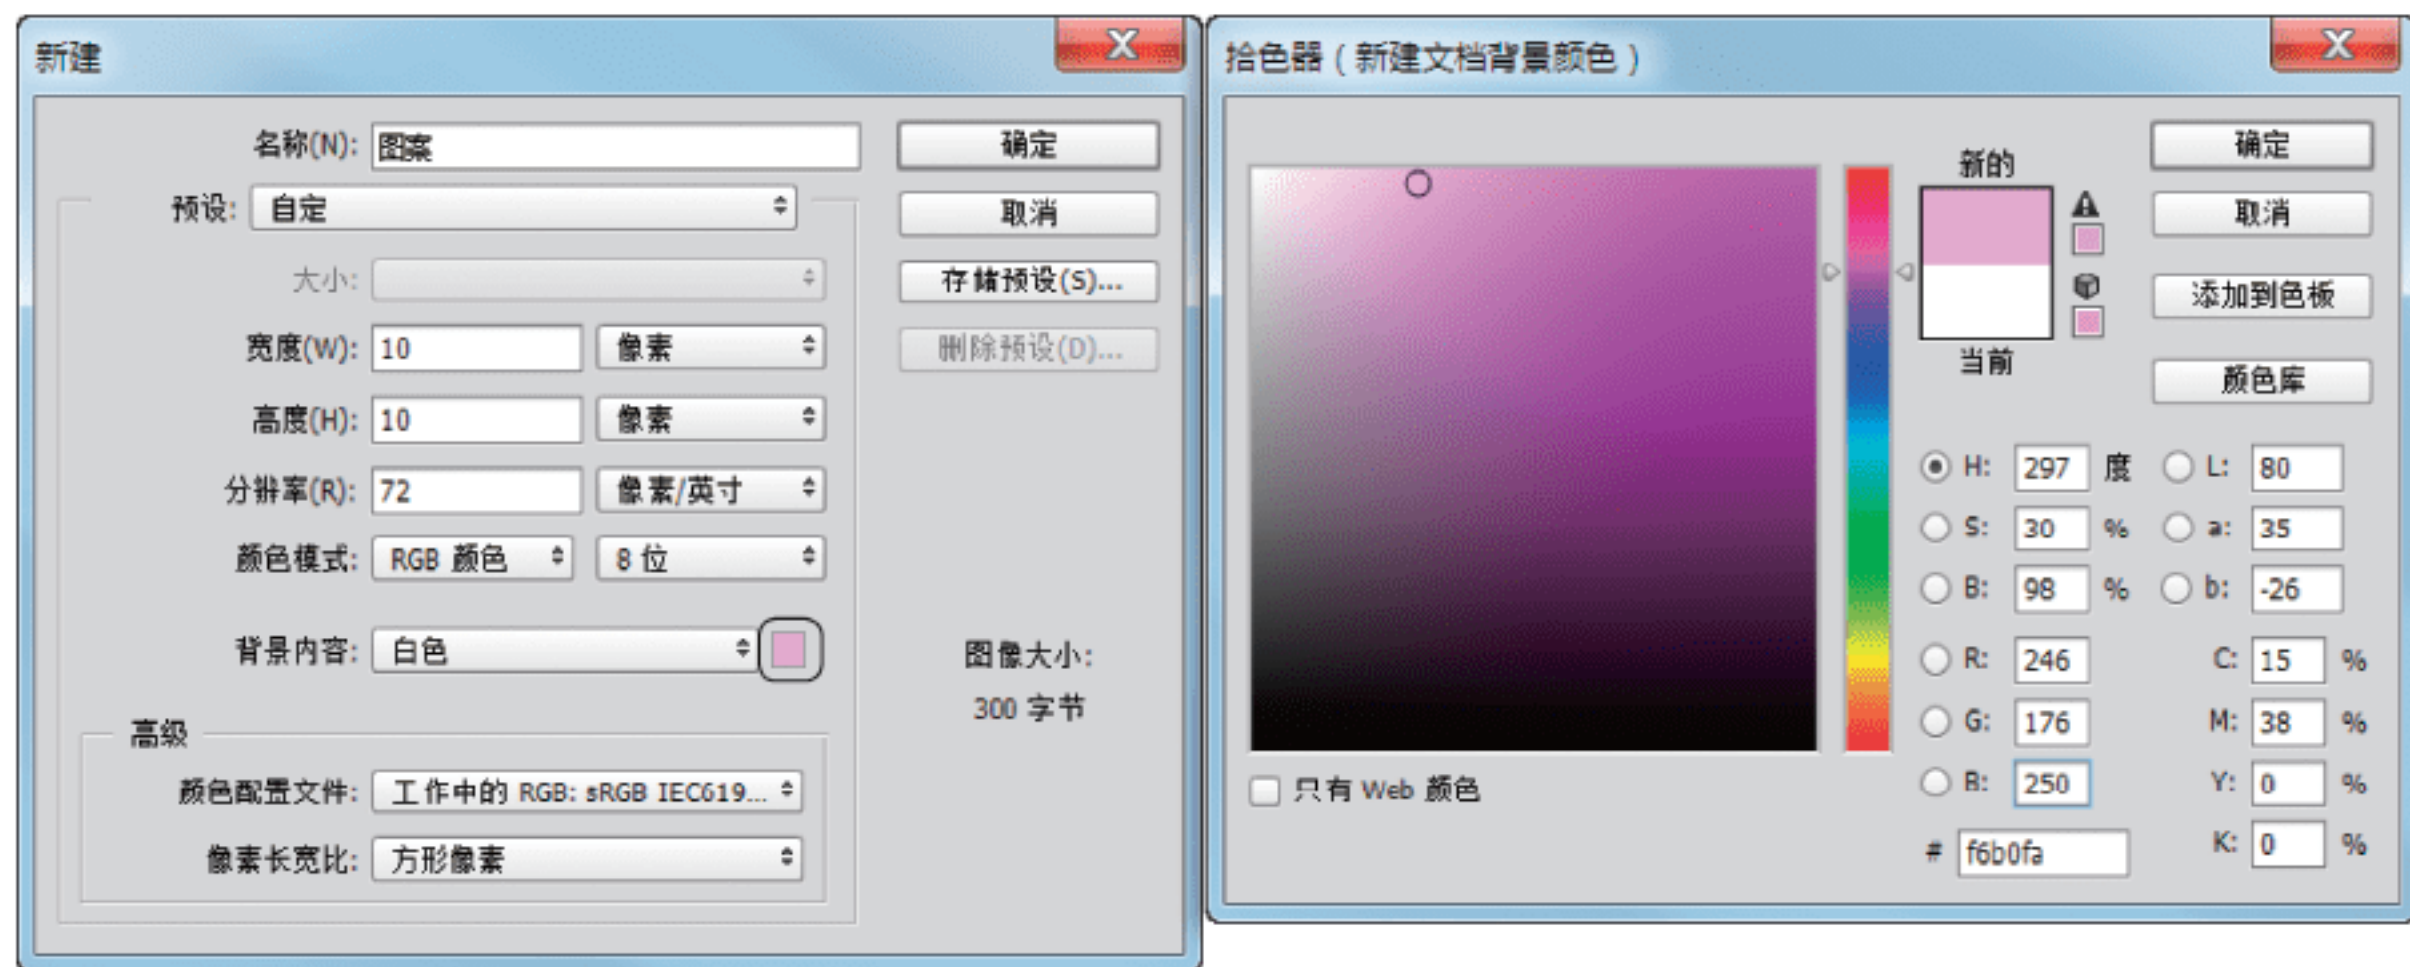 新建
名称(N): 图案 确定
预设: 自定 取消
大小: 存储预设(S)...
宽度(W): 10 像素 删除预设(D)...
高度(H): 10 像素
分辨率(R): 72 像素/英寸
颜色模式: RGB 颜色 8 位
背景内容: 白色
图像大小:
300 字节
高级
颜色配置文件: 工作中的 RGB: sRGB IEC619...
像素长宽比: 方形像素
拾色器（新建文档背景颜色）
新的 确定
取消
添加到色板
当前 颜色库
H: 297 度 L: 80
S: 30 % a: 35
B: 98 % b: -26
R: 246 C: 15 %
G: 176 M: 38 %
B: 250 Y: 0 %
# f6b0fa K: 0 %
只有 Web 颜色